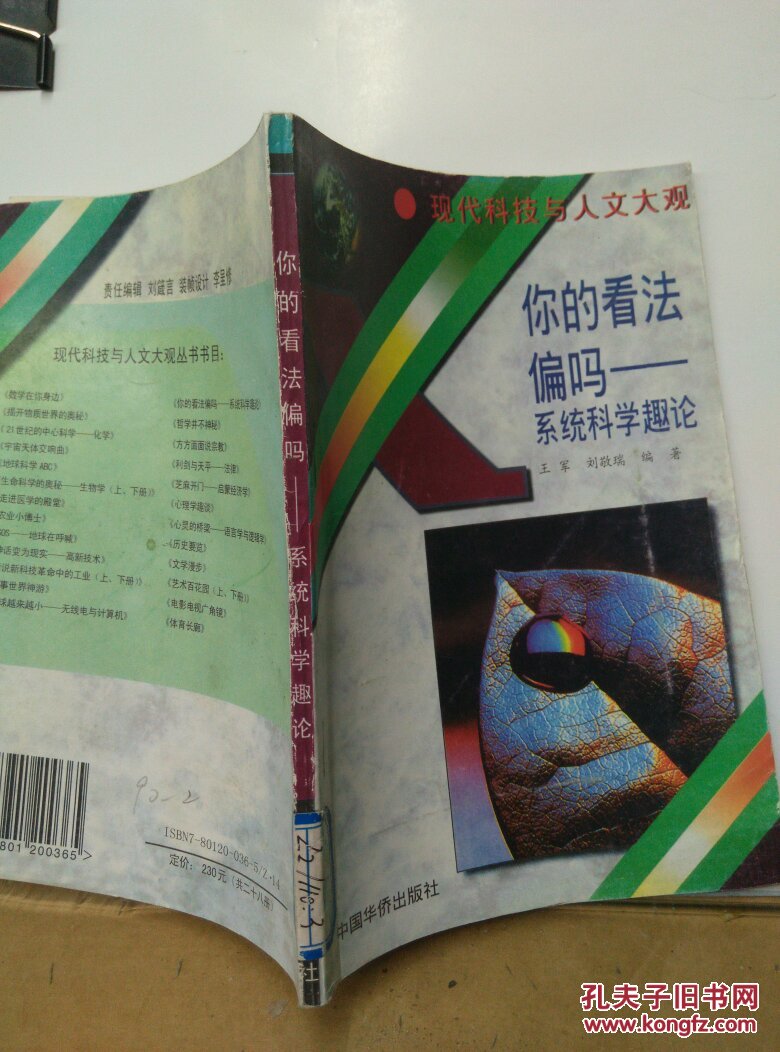 现代科技与人文大观
你的看法
偏吗——
系统科学趣论
王军 刘敬瑞 编著
中国华侨出版社
你的看法偏吗——系统科学趣论
社
责任编辑 刘箴言 装帧设计 李呈修
现代科技与人文大观丛书书目:
《数学在你身边》
《揭开物质世界的奥秘》
《21世纪的中心科学——化学》
《宇宙天体交响曲》
《地球科学ABC》
生命科学的奥秘——生物学(上、下册)》
走进医学的殿堂》
农业小博士》
SOS——地球在呼喊》
神话变为现实——高新技术》
说新科技革命中的工业(上、下册)》
事世界神游》
球越来越小——无线电与计算机》
《你的看法偏吗——系统科学趣论》
《哲学并不神秘》
《方方面面说宗教》
《利剑与天平——法律》
《芝麻开门——启蒙经济学》
《心理学趣谈》
《心灵的桥梁——语言学与逻辑学》
《历史要览》
《文学漫步》
《艺术百花园(上、下册)》
《电影电视广角镜》
《体育长廊》
801200365>
ISBN7-80120-036-5/Z·14
定价: 230元(共二十八册)
孔夫子旧书网
www.kongfz.com